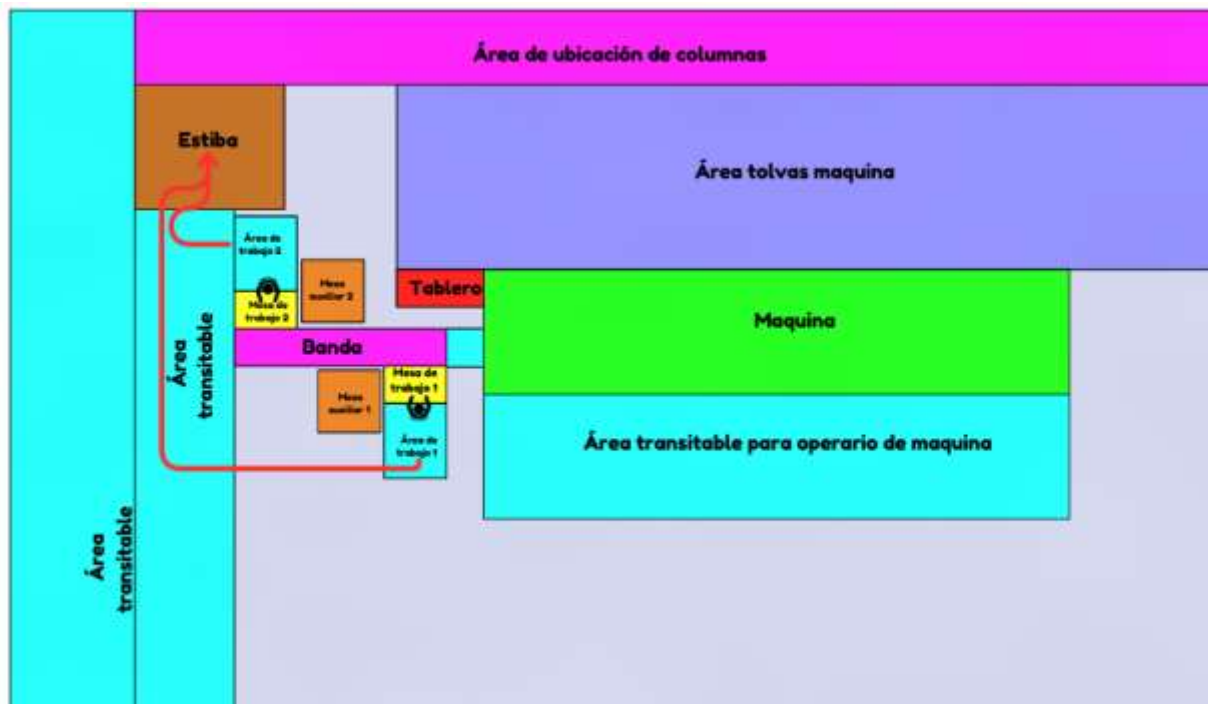 Área de ubicación de columnas
Estiba
Área tolvas maquina
Área de
trabajo 2
Mesa
auxiliar 2
Tablero
Mesa de
trabajo 2
Maquina
Banda
Área
transitable
Mesa de
trabajo 1
Mesa
auxiliar 1
Área de
trabajo 1
Área transitable para operario de maquina
Área
transitable